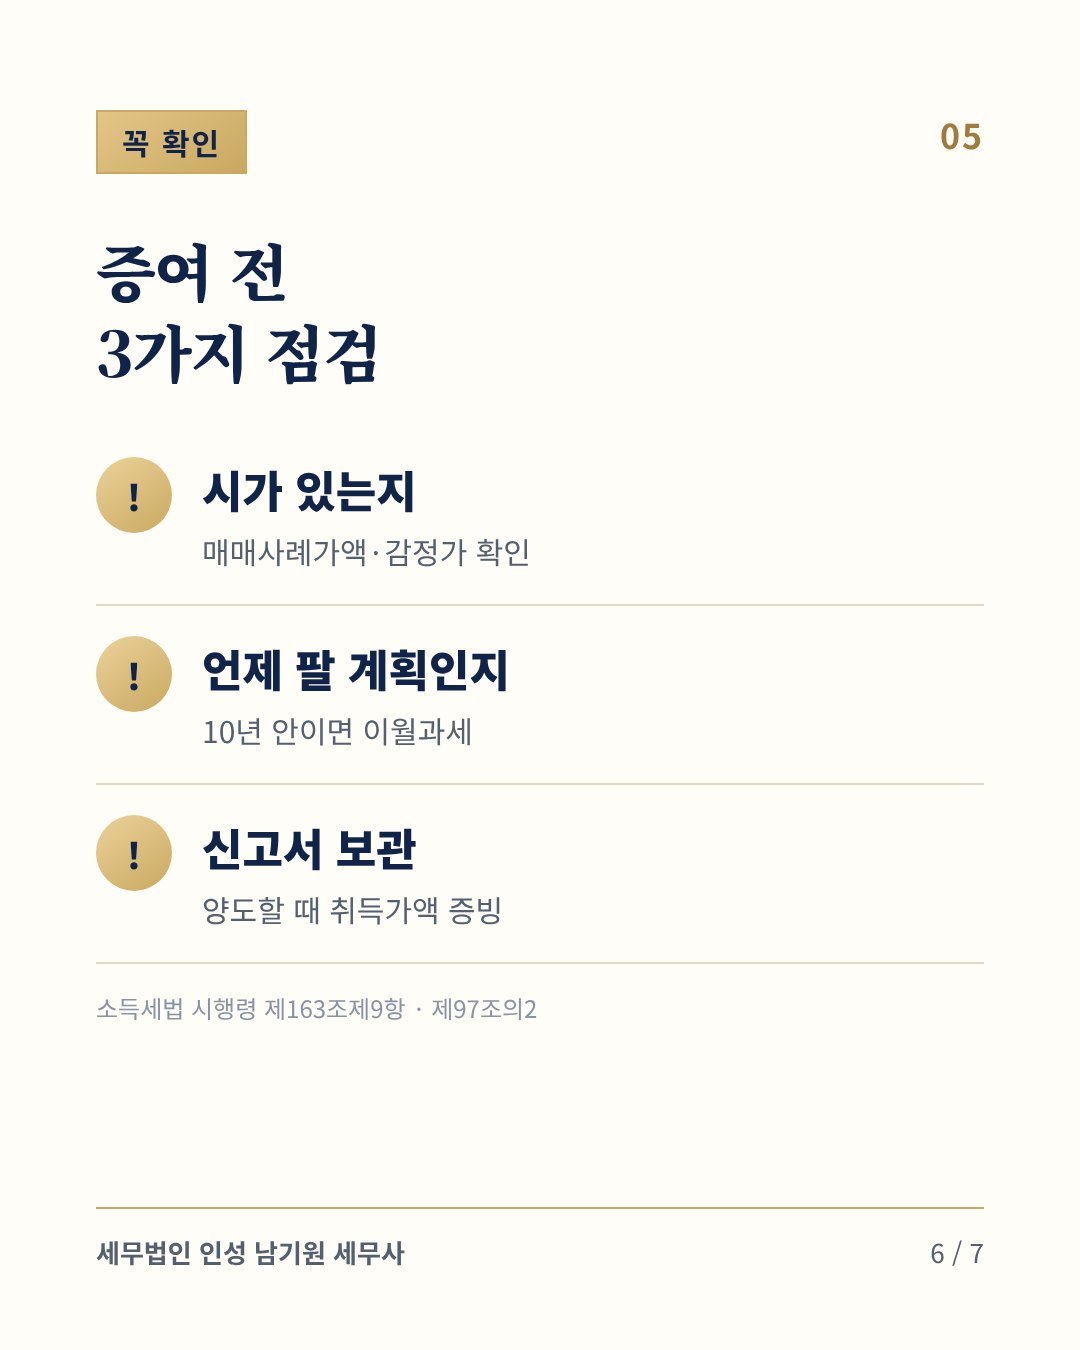 꼭 확인
05
증여 전
3가지 점검
!
시가 있는지
매매사례가액·감정가 확인
!
언제 팔 계획인지
10년 안이면 이월과세
!
신고서 보관
양도할 때 취득가액 증빙
소득세법 시행령 제163조제9항 · 제97조의2
세무법인 인성 남기원 세무사
6 / 7